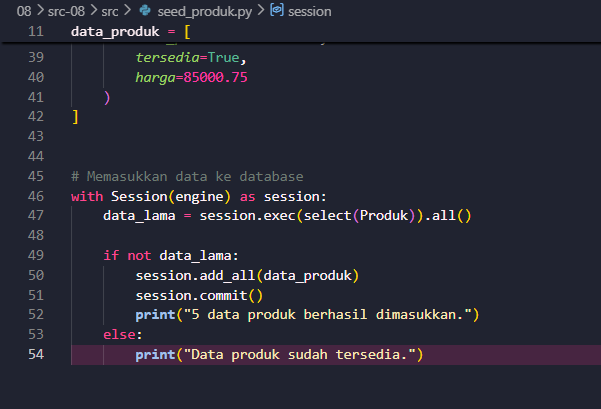 08 > src-08 > src > seed_produk.py > session
11 data_produk = [
39 tersedia=True,
40 harga=85000.75
41 )
42 ]
43
44
45 # Memasukkan data ke database
46 with Session(engine) as session:
47 data_lama = session.exec(select(Produk)).all()
48
49 if not data_lama:
50 session.add_all(data_produk)
51 session.commit()
52 print("5 data produk berhasil dimasukkan.")
53 else:
54 print("Data produk sudah tersedia.")